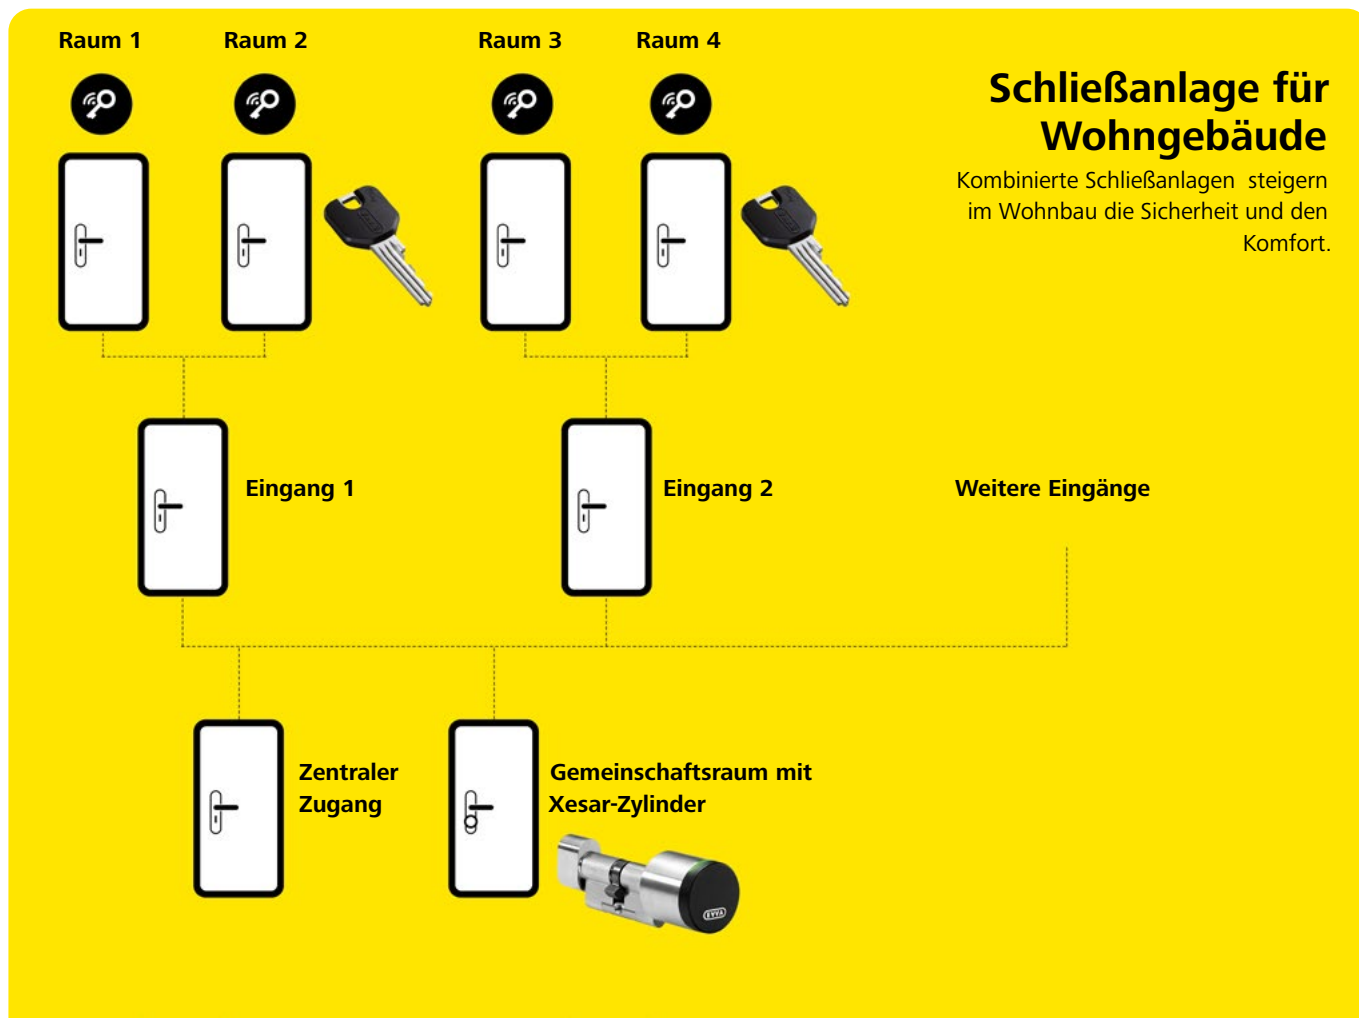 Raum 1
Raum 2
Raum 3
Raum 4
Schließanlage für
Wohngebäude
Kombinierte Schließanlagen steigern
im Wohnbau die Sicherheit und den
Komfort.
Eingang 1
Eingang 2
Weitere Eingänge
Zentraler
Zugang
Gemeinschaftsraum mit
Xesar-Zylinder
EVVA